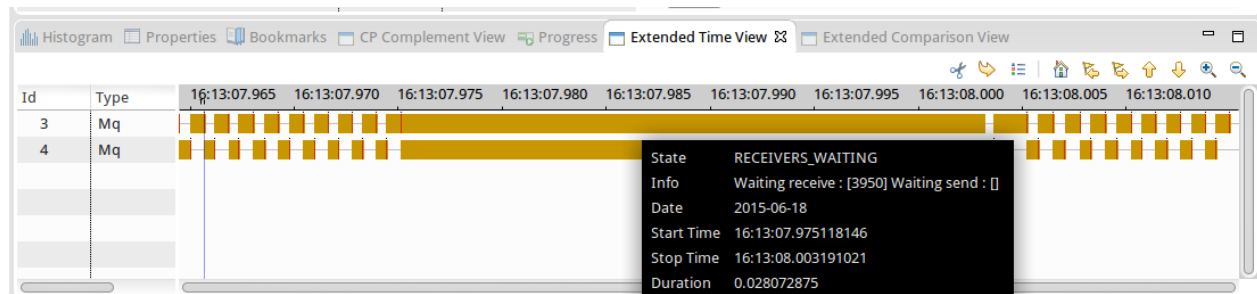 Histogram Properties Bookmarks CP Complement View Progress Extended Time View Extended Comparison View
Id Type 16:13:07.965 16:13:07.970 16:13:07.975 16:13:07.980 16:13:07.985 16:13:07.990 16:13:07.995 16:13:08.000 16:13:08.005 16:13:08.010
3 Mq
4 Mq
State RECEIVERS_WAITING
Info Waiting receive : [3950] Waiting send : []
Date 2015-06-18
Start Time 16:13:07.975118146
Stop Time 16:13:08.003191021
Duration 0.028072875